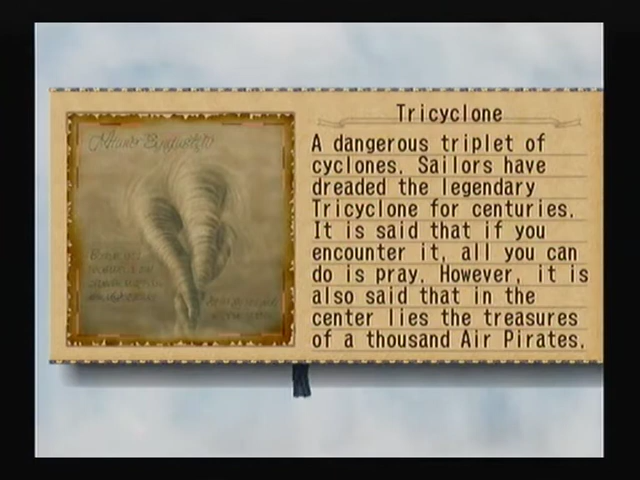 Tricyclone
A dangerous triplet of
cyclones. Sailors have
dreaded the legendary
Tricyclone for centuries.
It is said that if you
encounter it, all you can
do is pray. However, it is
also said that in the
center lies the treasures
of a thousand Air Pirates.